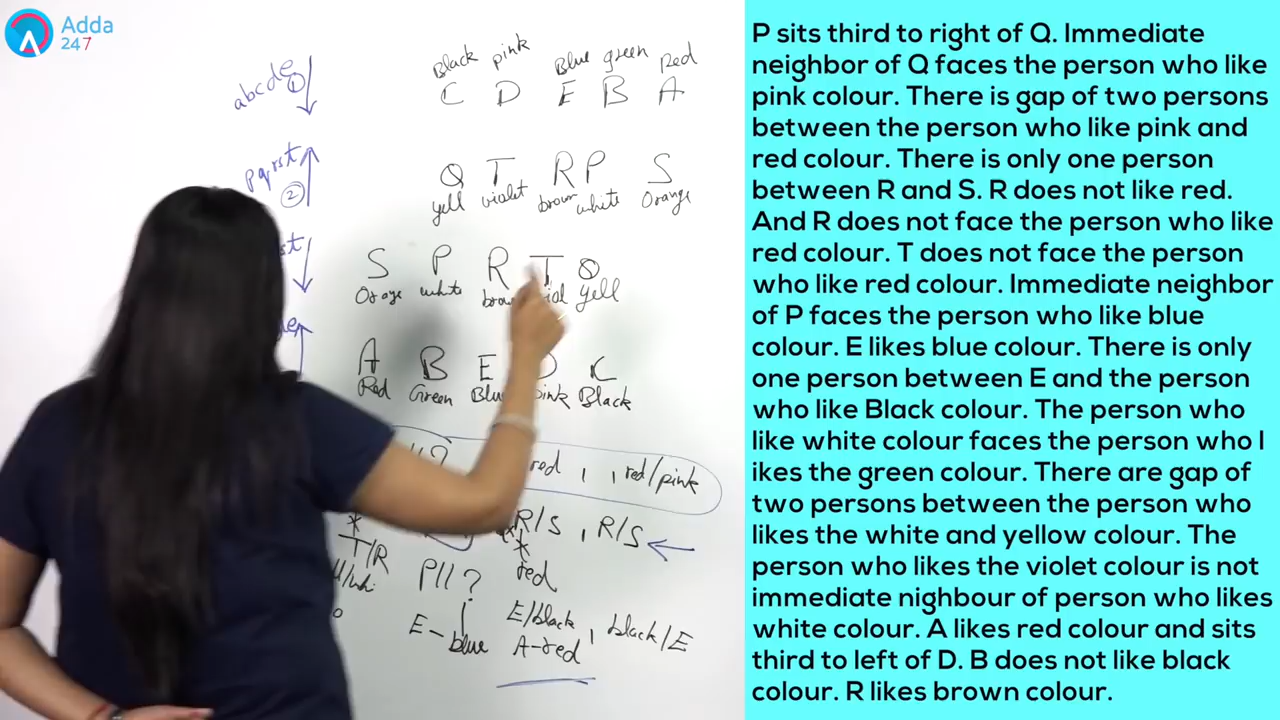 Adda
247
Black pink Blue green Red
abcde ① C D E B A
pqrst ② Q T R P S
yell violet brown white Orange
st S P R T Q
Orage white yell
A B E C
Red Green Blu ink Black
? red , , red/pink
R/S , R/S
T/R P11 ? red
E - blue E/black , black/E
A-red
P sits third to right of Q. Immediate
neighbor of Q faces the person who like
pink colour. There is gap of two persons
between the person who like pink and
red colour. There is only one person
between R and S. R does not like red.
And R does not face the person who like
red colour. T does not face the person
who like red colour. Immediate neighbor
of P faces the person who like blue
colour. E likes blue colour. There is only
one person between E and the person
who like Black colour. The person who
like white colour faces the person who l
ikes the green colour. There are gap of
two persons between the person who
likes the white and yellow colour. The
person who likes the violet colour is not
immediate nighbour of person who likes
white colour. A likes red colour and sits
third to left of D. B does not like black
colour. R likes brown colour.